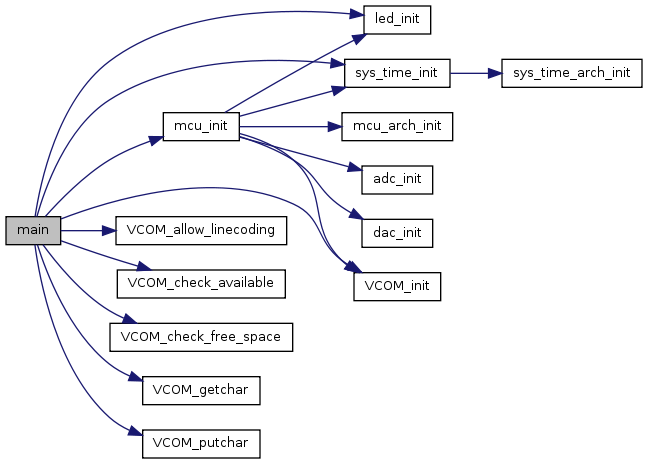 led_init
sys_time_init
sys_time_arch_init
mcu_init
mcu_arch_init
adc_init
main
VCOM_allow_linecoding
dac_init
VCOM_check_available
VCOM_init
VCOM_check_free_space
VCOM_getchar
VCOM_putchar